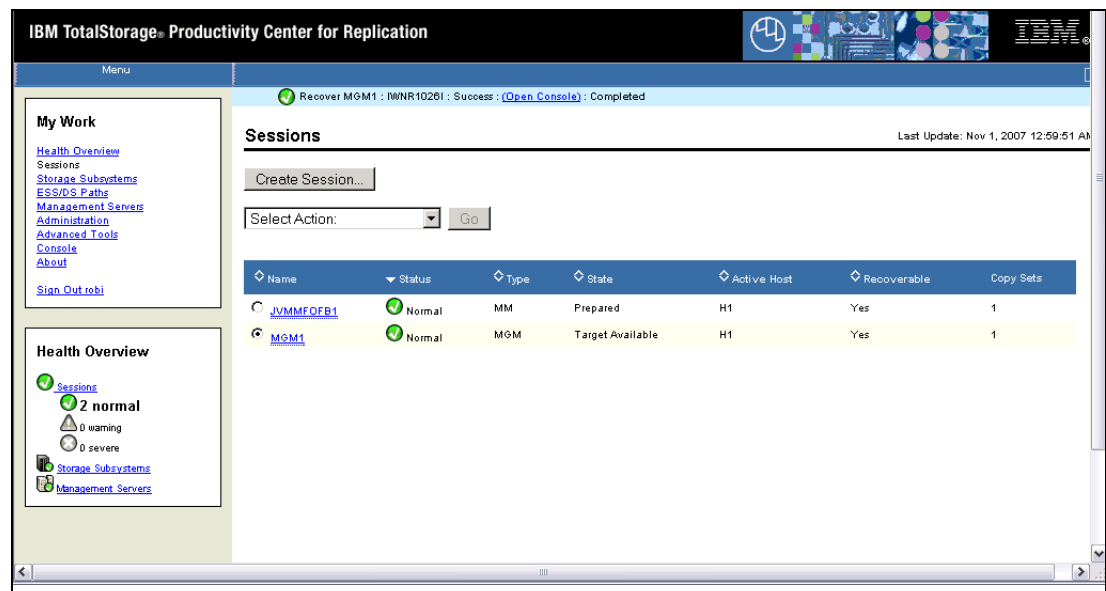 IBM TotalStorage® Productivity Center for Replication
IBM®
Menu
Recover MGM1 : IWNR1026I : Success : (Open Console) : Completed
My Work
Health Overview
Sessions
Storage Subsystems
ESS/DS Paths
Management Servers
Administration
Advanced Tools
Console
About
Sign Out robi
Health Overview
Sessions
2 normal
0 warning
0 severe
Storage Subsystems
Management Servers
Sessions
Last Update: Nov 1, 2007 12:59:51 AM
Create Session...
Select Action: Go
Name Status Type State Active Host Recoverable Copy Sets
JVMMFOFB1 Normal MM Prepared H1 Yes 1
MGM1 Normal MGM Target Available H1 Yes 1